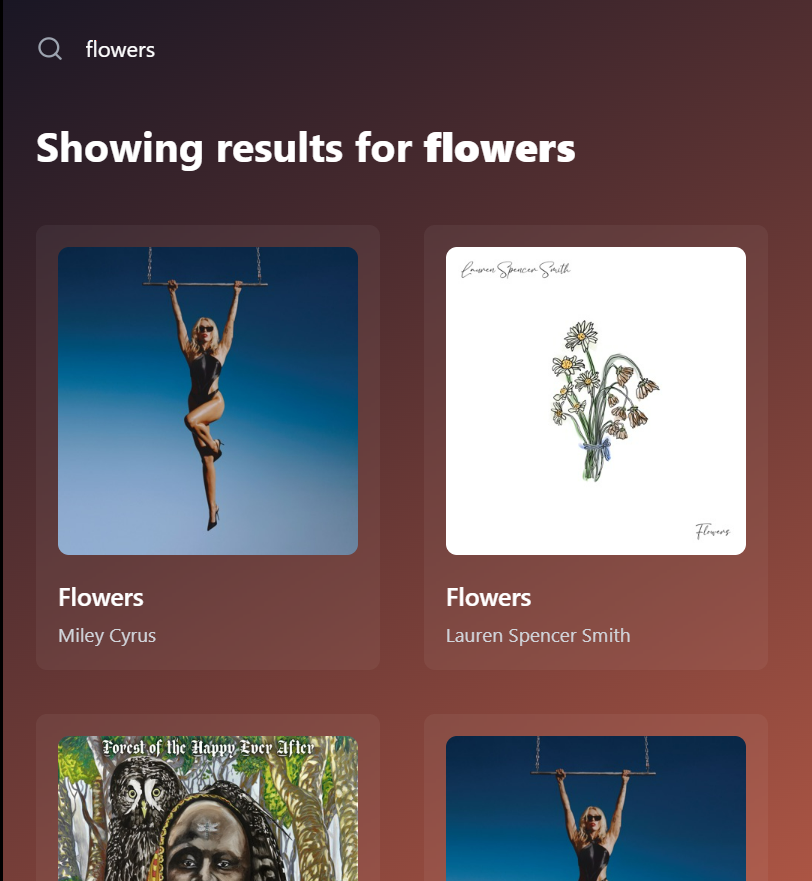 flowers
Showing results for flowers
Lauren Spencer Smith
Flowers
Flowers
Miley Cyrus
Flowers
Lauren Spencer Smith
Forest of the Happy Ever After